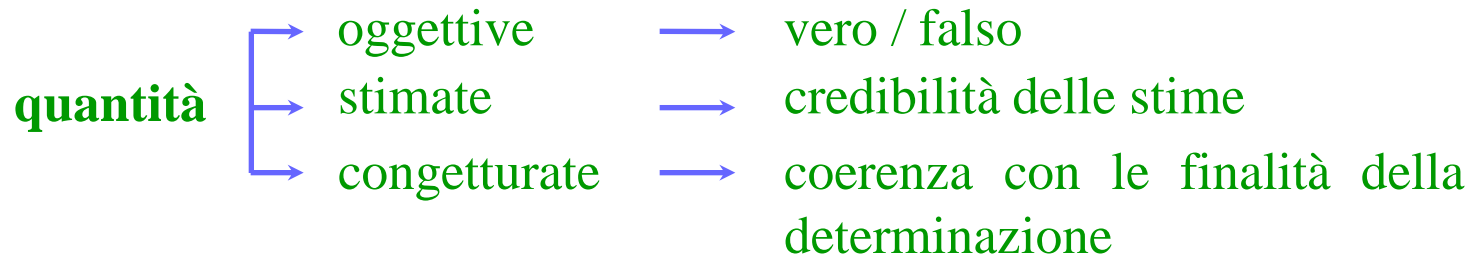 oggettive vero / falso
quantità stimate credibilità delle stime
congetturate coerenza con le finalità della
determinazione